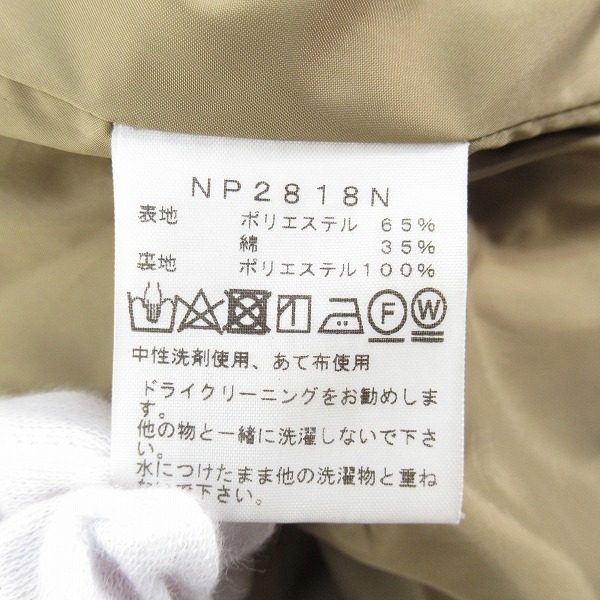 NP2818N
表地 ポリエステル 65%
綿 35%
裏地 ポリエステル100%
F W
中性洗剤使用、あて布使用
ドライクリーニングをお勧めしま
す。
他の物と一緒に洗濯しないで下さ
い。
水につけたまま他の洗濯物と重ね
ないで下さい。